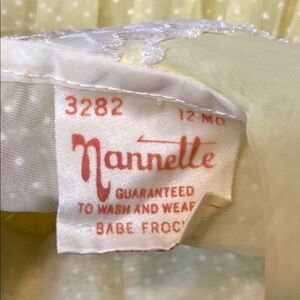 3282 12 MO.
Nannette
GUARANTEED
TO WASH AND WEAR
BABE FROCK